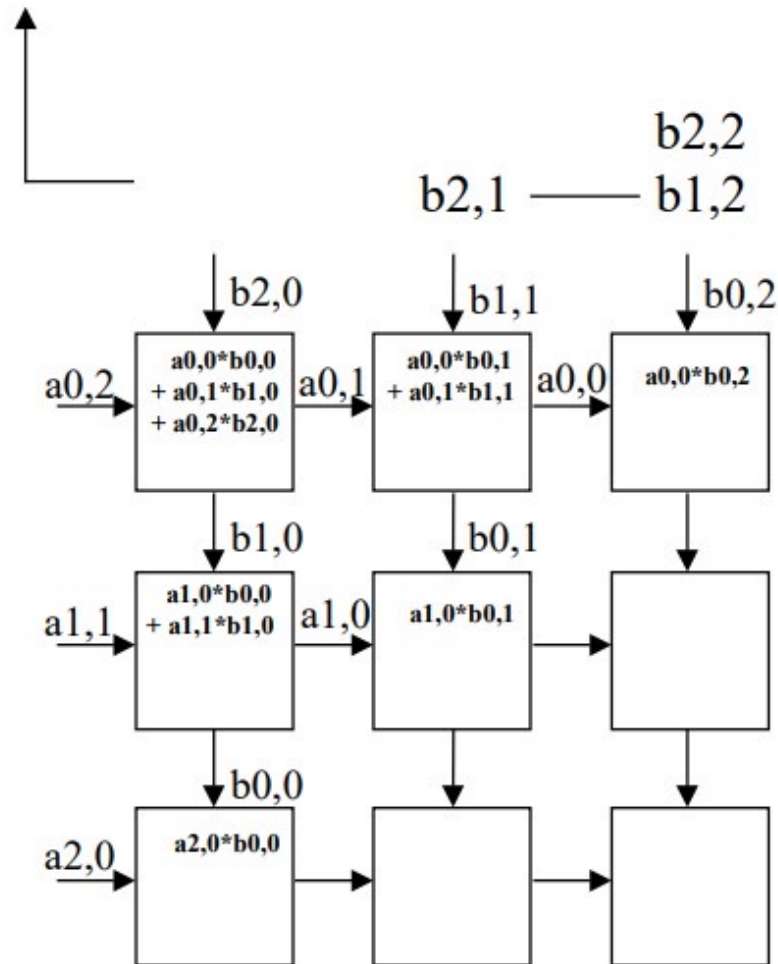 b2,2
b2,1 b1,2
b2,0 b1,1 b0,2
a0,2
a0,0*b0,0
+ a0,1*b1,0
+ a0,2*b2,0
a0,1
a0,0*b0,1
+ a0,1*b1,1
a0,0
a0,0*b0,2
b1,0 b0,1
a1,1
a1,0*b0,0
+ a1,1*b1,0
a1,0
a1,0*b0,1
b0,0
a2,0
a2,0*b0,0